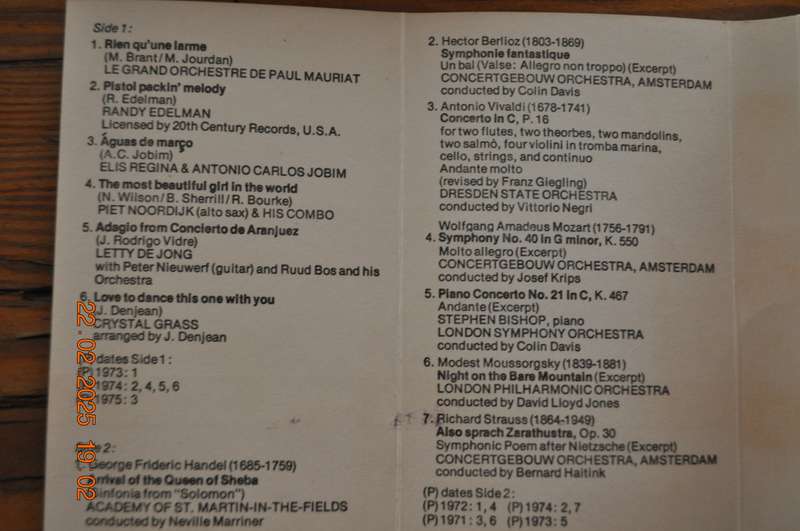 Side 1:
1. Rien qu'une larme
(M. Brant/M. Jourdan)
LE GRAND ORCHESTRE DE PAUL MAURIAT
2. Pistol packin' melody
(R. Edelman)
RANDY EDELMAN
Licensed by 20th Century Records, U.S.A.
3. Águas de março
(A.C. Jobim)
ELIS REGINA & ANTONIO CARLOS JOBIM
4. The most beautiful girl in the world
(N. Wilson/B. Sherrill/R. Bourke)
PIET NOORDIJK (alto sax) & HIS COMBO
5. Adagio from Concierto de Aranjuez
(J. Rodrigo Vidre)
LETTY DE JONG
with Peter Nieuwerf (guitar) and Ruud Bos and his
Orchestra
6. Love to dance this one with you
(J. Denjean)
CRYSTAL GRASS
arranged by J. Denjean
(P) dates Side 1:
(P) 1973: 1
1974: 2, 4, 5, 6
1975: 3
Side 2:
1. George Frideric Handel (1685-1759)
Arrival of the Queen of Sheba
(Sinfonia from "Solomon")
ACADEMY OF ST. MARTIN-IN-THE-FIELDS
conducted by Neville Marriner
2. Hector Berlioz (1803-1869)
Symphonie fantastique
Un bal (Valse: Allegro non troppo) (Excerpt)
CONCERTGEBOUW ORCHESTRA, AMSTERDAM
conducted by Colin Davis
3. Antonio Vivaldi (1678-1741)
Concerto in C, P. 16
for two flutes, two theorbes, two mandolins,
two salmò, four violini in tromba marina,
cello, strings, and continuo
Andante molto
(revised by Franz Giegling)
DRESDEN STATE ORCHESTRA
conducted by Vittorio Negri
Wolfgang Amadeus Mozart (1756-1791)
4. Symphony No. 40 in G minor, K. 550
Molto allegro (Excerpt)
CONCERTGEBOUW ORCHESTRA, AMSTERDAM
conducted by Josef Krips
5. Piano Concerto No. 21 in C, K. 467
Andante (Excerpt)
STEPHEN BISHOP, piano
LONDON SYMPHONY ORCHESTRA
conducted by Colin Davis
6. Modest Moussorgsky (1839-1881)
Night on the Bare Mountain (Excerpt)
LONDON PHILHARMONIC ORCHESTRA
conducted by David Lloyd Jones
7. Richard Strauss (1864-1949)
Also sprach Zarathustra, Op. 30
Symphonic Poem after Nietzsche (Excerpt)
CONCERTGEBOUW ORCHESTRA, AMSTERDAM
conducted by Bernard Haitink
(P) dates Side 2:
(P) 1972: 1, 4 (P) 1974: 2, 7
(P) 1971: 3, 6 (P) 1973: 5
22 02 2025 19 02